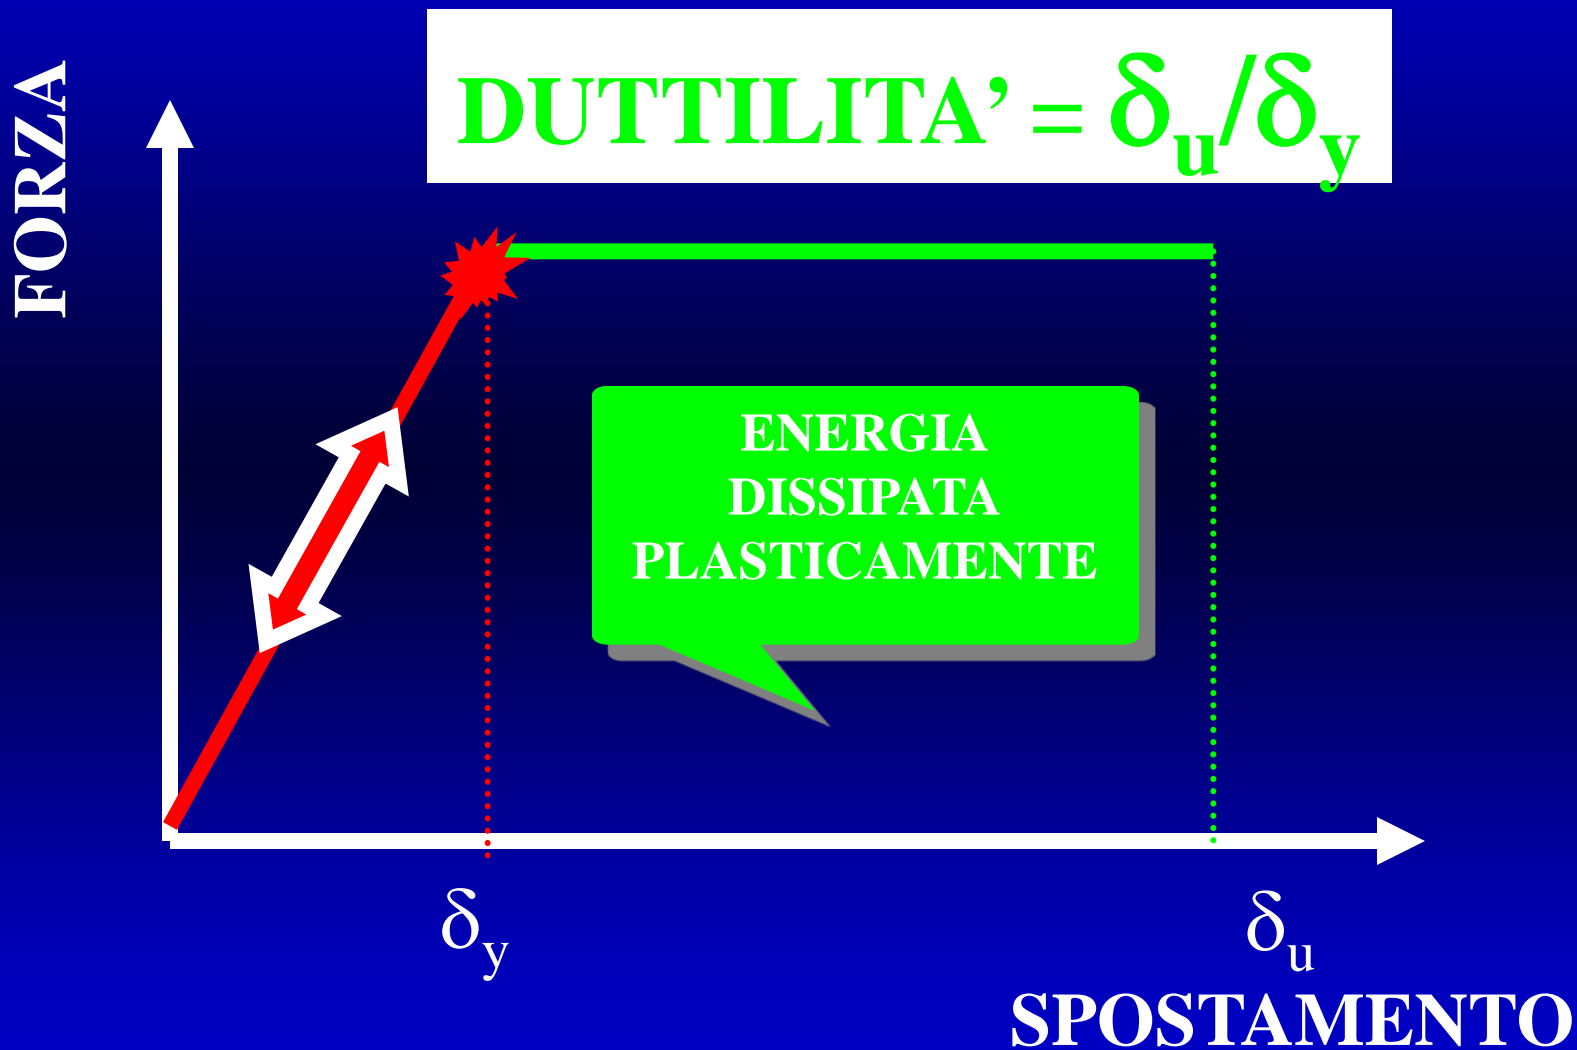 DUTTILITA’ = δu/δy
FORZA
ENERGIA
DISSIPATA
PLASTICAMENTE
δy
δu
SPOSTAMENTO